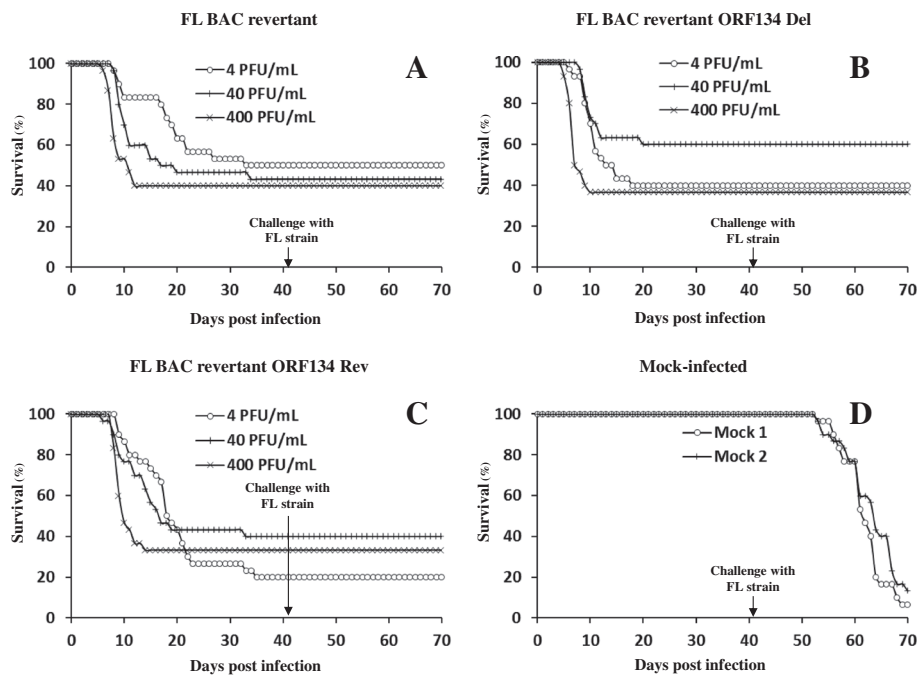 FL BAC revertant
A
4 PFU/mL
40 PFU/mL
400 PFU/mL
100
80
60
40
20
0
Survival (%)
Challenge with
FL strain
0 10 20 30 40 50 60 70
Days post infection
FL BAC revertant ORF134 Del
B
4 PFU/mL
40 PFU/mL
400 PFU/mL
100
80
60
40
20
0
Survival (%)
Challenge with
FL strain
0 10 20 30 40 50 60 70
Days post infection
FL BAC revertant ORF134 Rev
C
4 PFU/mL
40 PFU/mL
400 PFU/mL
100
80
60
40
20
0
Survival (%)
Challenge with
FL strain
0 10 20 30 40 50 60 70
Days post infection
Mock-infected
D
Mock 1
Mock 2
100
80
60
40
20
0
Survival (%)
Challenge with
FL strain
0 10 20 30 40 50 60 70
Days post infection